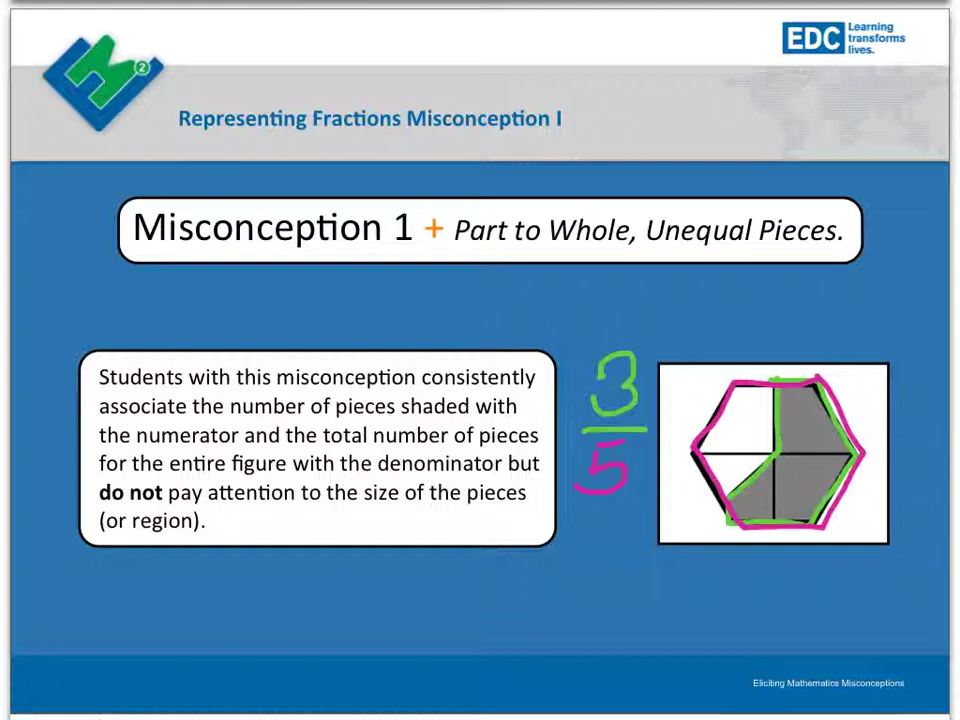 EDC Learning
transforms
lives.
2
Representing Fractions Misconception I
Misconception 1 + Part to Whole, Unequal Pieces.
Students with this misconception consistently
associate the number of pieces shaded with
the numerator and the total number of pieces
for the entire figure with the denominator but
do not pay attention to the size of the pieces
(or region).
3
5
Eliciting Mathematics Misconceptions